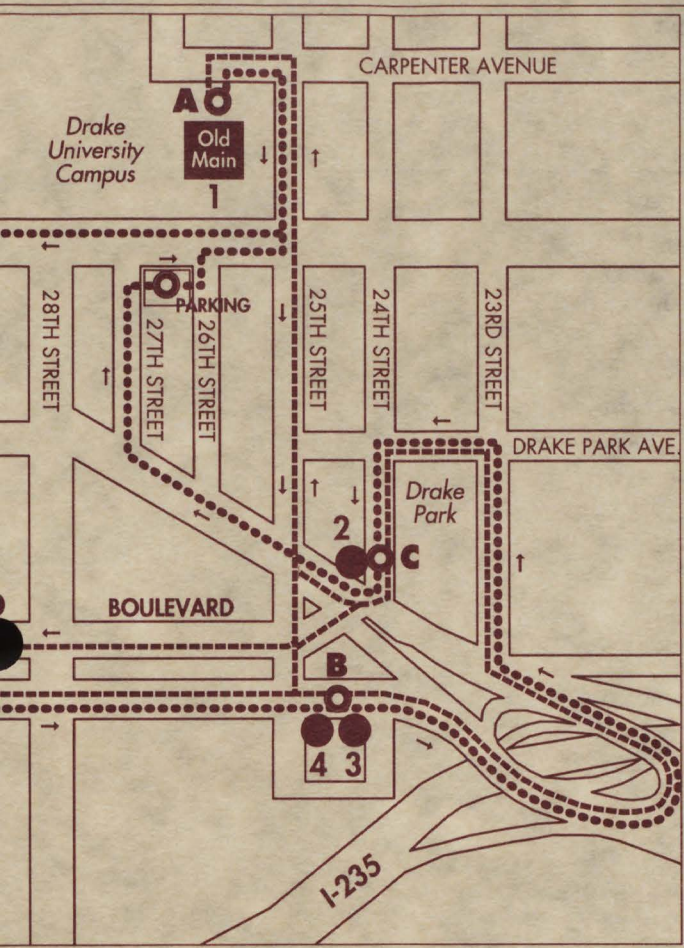 CARPENTER AVENUE
A
Drake
University
Campus
Old
Main
1
PARKING
28TH STREET
27TH STREET
26TH STREET
25TH STREET
24TH STREET
23RD STREET
DRAKE PARK AVE.
Drake
Park
2
C
BOULEVARD
B
4
3
I-235